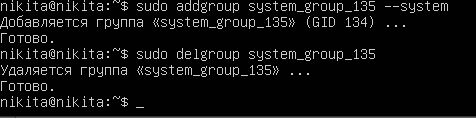 nikita@nikita:~$ sudo addgroup system_group_135 --system
Добавляется группа «system_group_135» (GID 134) ...
Готово.
nikita@nikita:~$ sudo delgroup system_group_135
Удаляется группа «system_group_135» ...
Готово.
nikita@nikita:~$ _